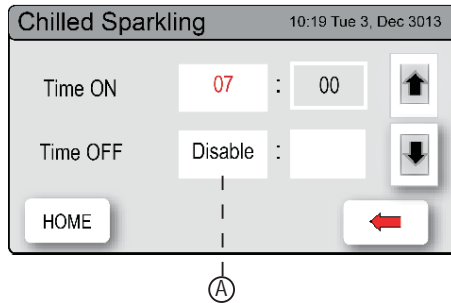 Chilled Sparkling 10:19 Tue 3, Dec 3013
Time ON 07 : 00
Time OFF Disable :
HOME
A